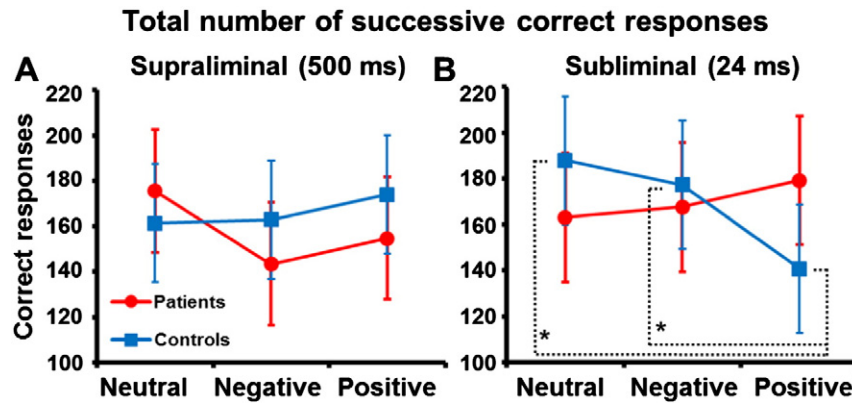 Total number of successive correct responses
A Supraliminal (500 ms)
B Subliminal (24 ms)
Correct responses
220
200
180
160
140
120
100
Patients
Controls
Neutral Negative Positive
220
200
180
160
140
120
100
*
*
Neutral Negative Positive